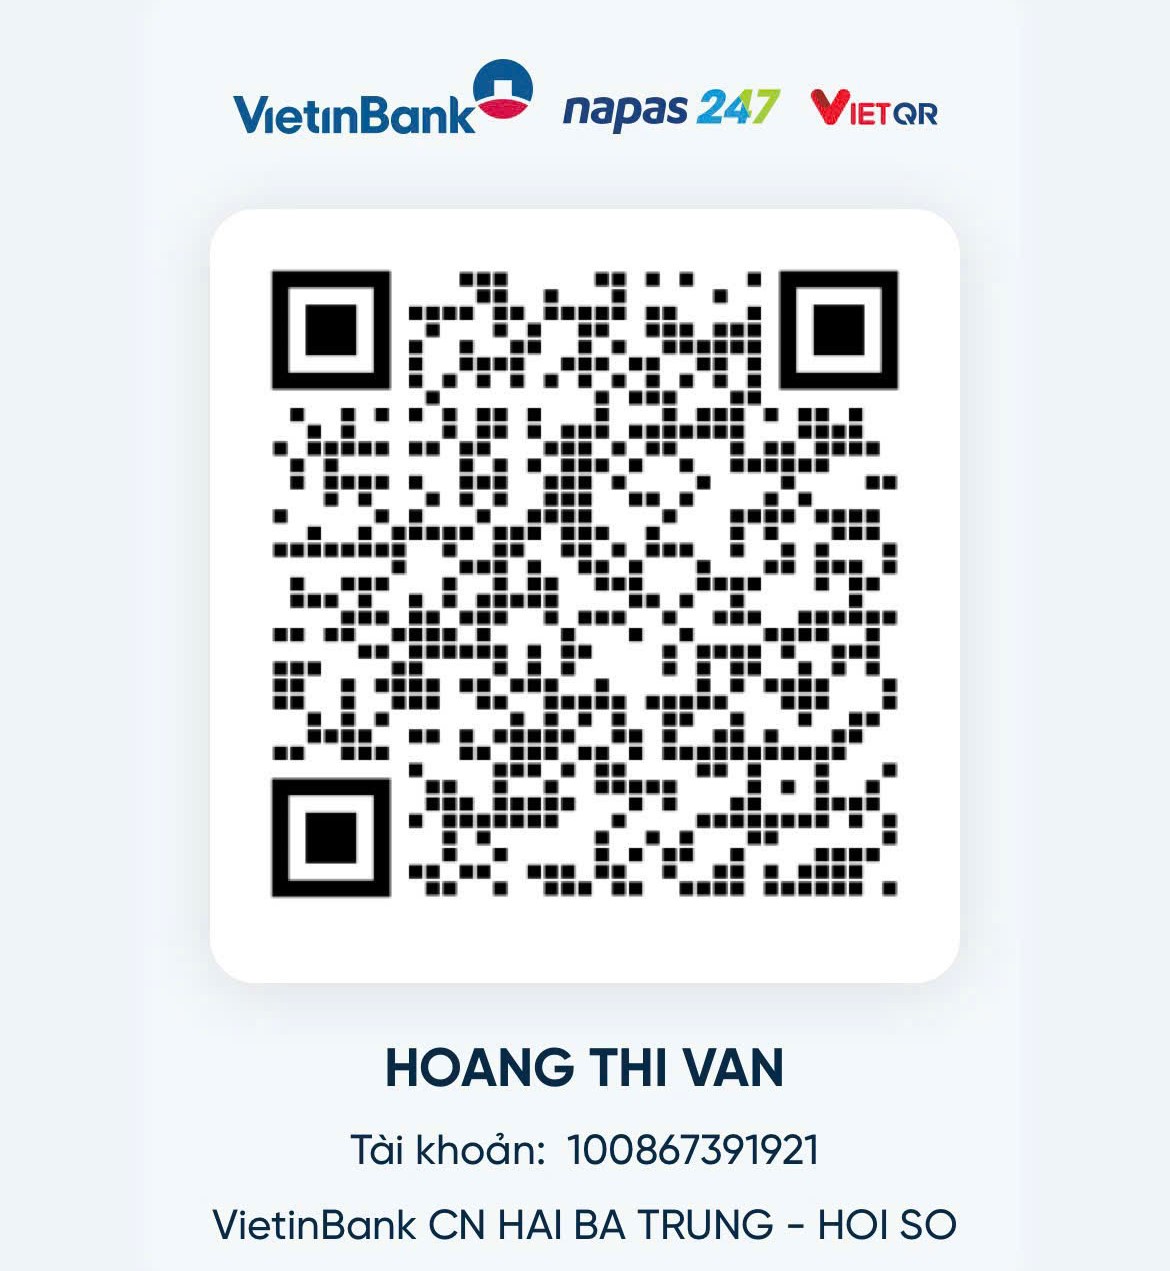 VietinBank napas 247 VIETQR
HOANG THI VAN
Tài khoản: 100867391921
VietinBank CN HAI BA TRUNG - HOI SO